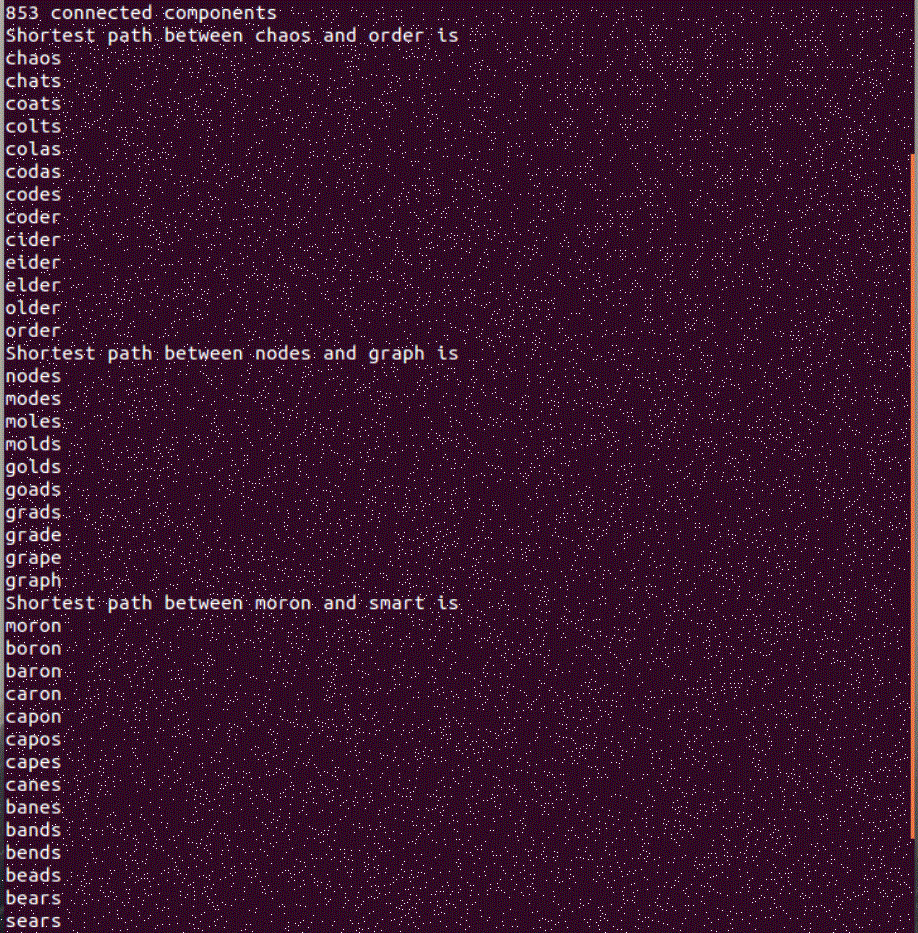 853 connected components
Shortest path between chaos and order is
chaos
chats
coats
colts
colas
codas
codes
coder
cider
eider
elder
older
order
Shortest path between nodes and graph is
nodes
modes
moles
molds
golds
goads
grads
grade
grape
graph
Shortest path between moron and smart is
moron
boron
baron
caron
capon
capos
capes
canes
banes
bands
bends
beads
bears
sears